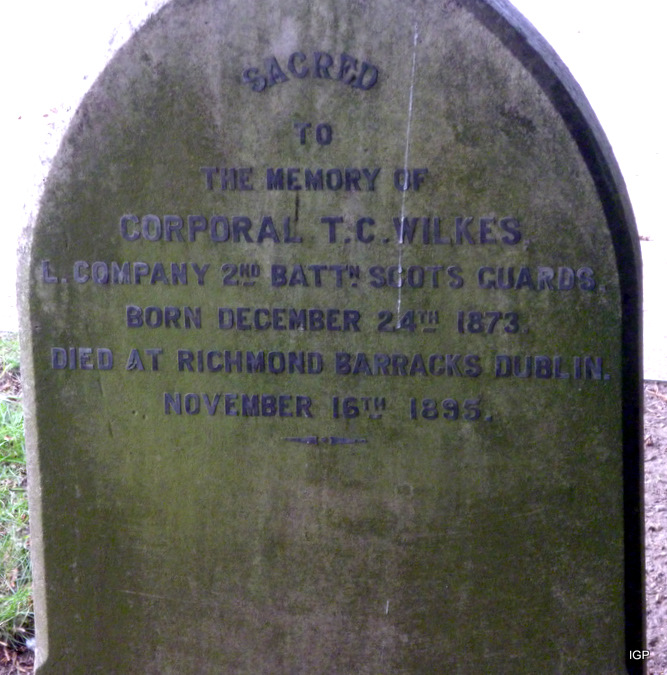 SACRED
TO
THE MEMORY OF
CORPORAL T.C. WILKES,
L. COMPANY 2ND BATTN SCOTS GUARDS.
BORN DECEMBER 24TH 1873.
DIED AT RICHMOND BARRACKS DUBLIN.
NOVEMBER 16TH 1895.
IGP